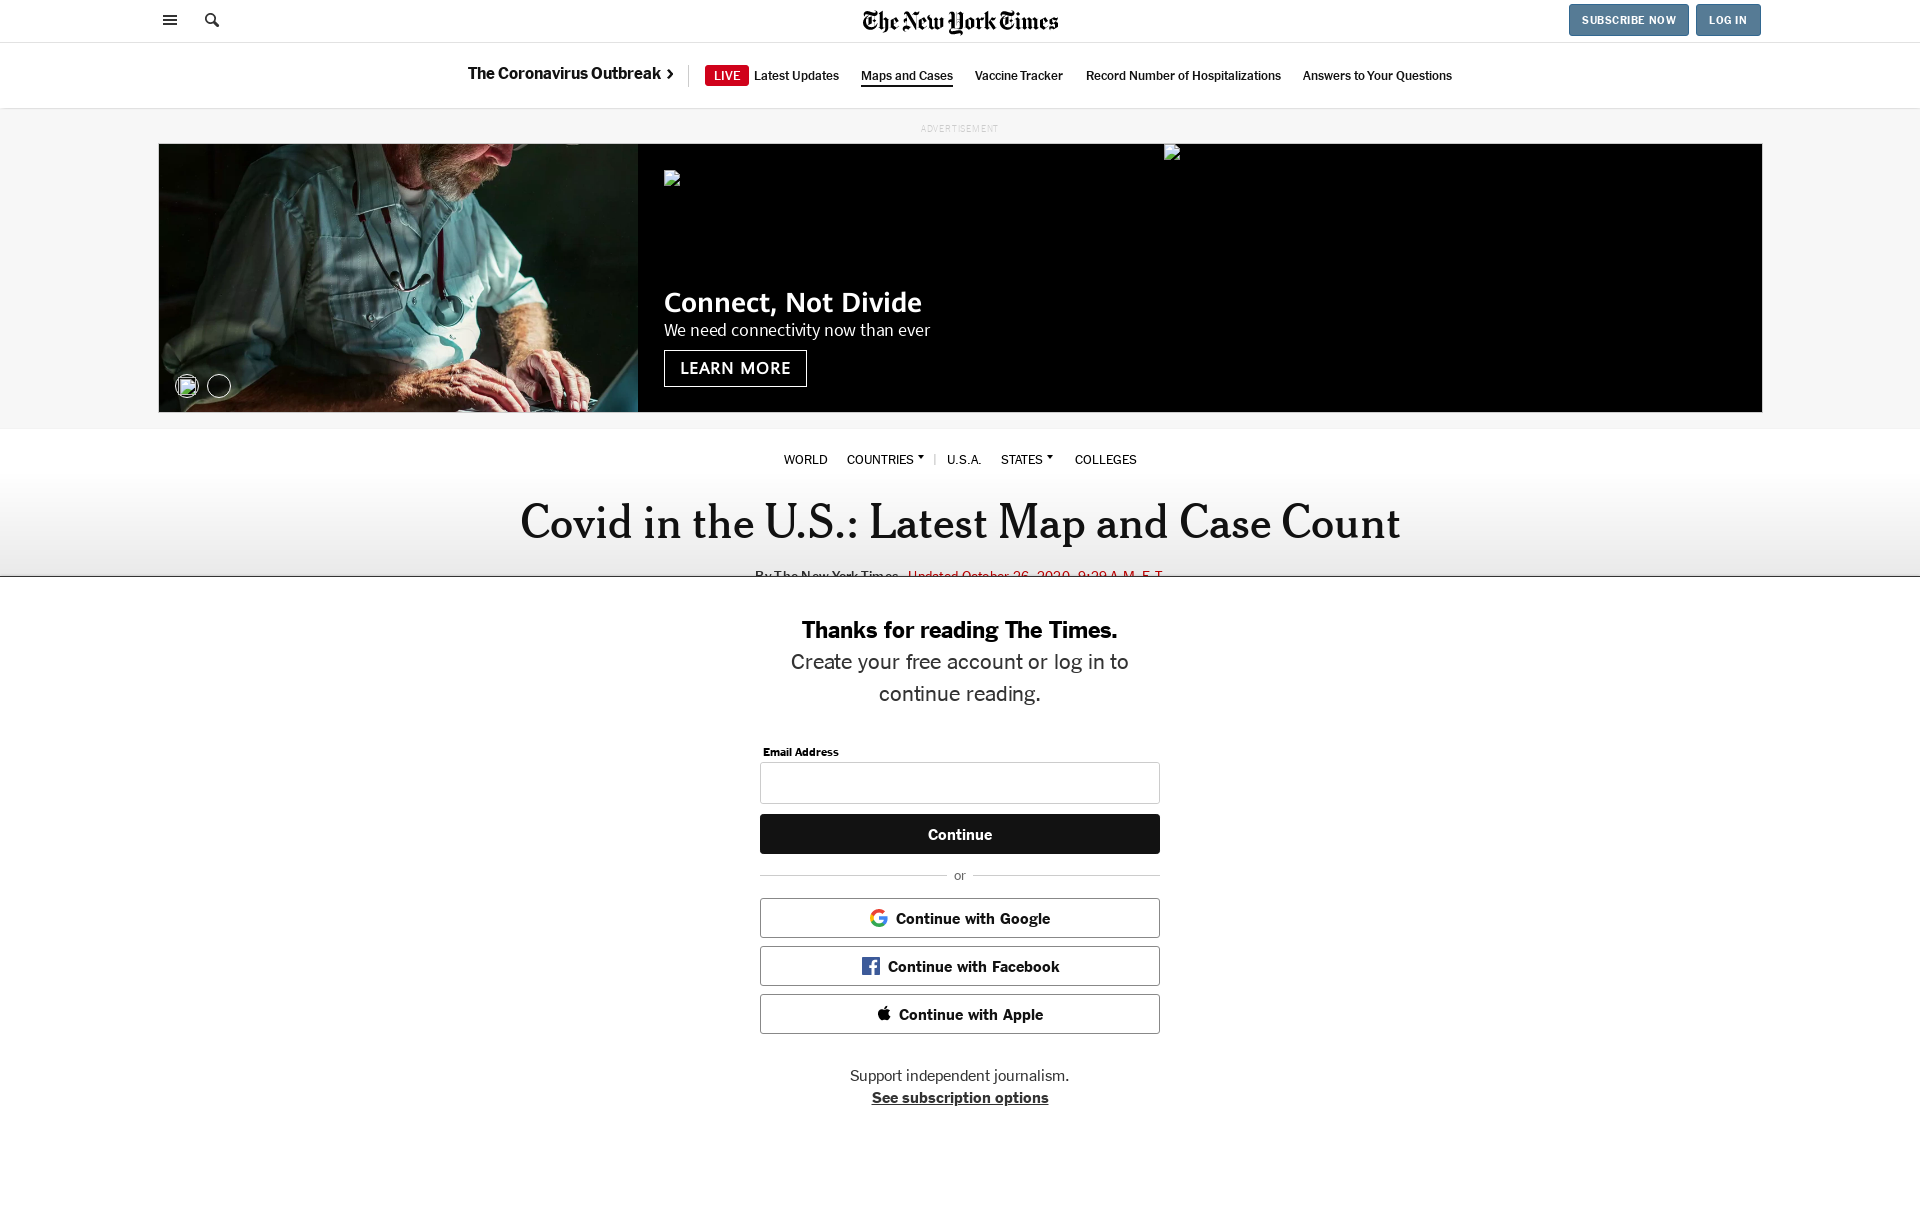 The New York Times
SUBSCRIBE NOW
LOG IN
The Coronavirus Outbreak
LIVE Latest Updates
Maps and Cases
Vaccine Tracker
Record Number of Hospitalizations
Answers to Your Questions
ADVERTISEMENT
Connect, Not Divide
We need connectivity now than ever
LEARN MORE
WORLD
COUNTRIES
U.S.A.
STATES
COLLEGES
Covid in the U.S.: Latest Map and Case Count
By The New York Times Updated October 26, 2020, 9:29 A.M. E.T.
Thanks for reading The Times.
Create your free account or log in to
continue reading.
Email Address
Continue
or
Continue with Google
Continue with Facebook
Continue with Apple
Support independent journalism.
See subscription options